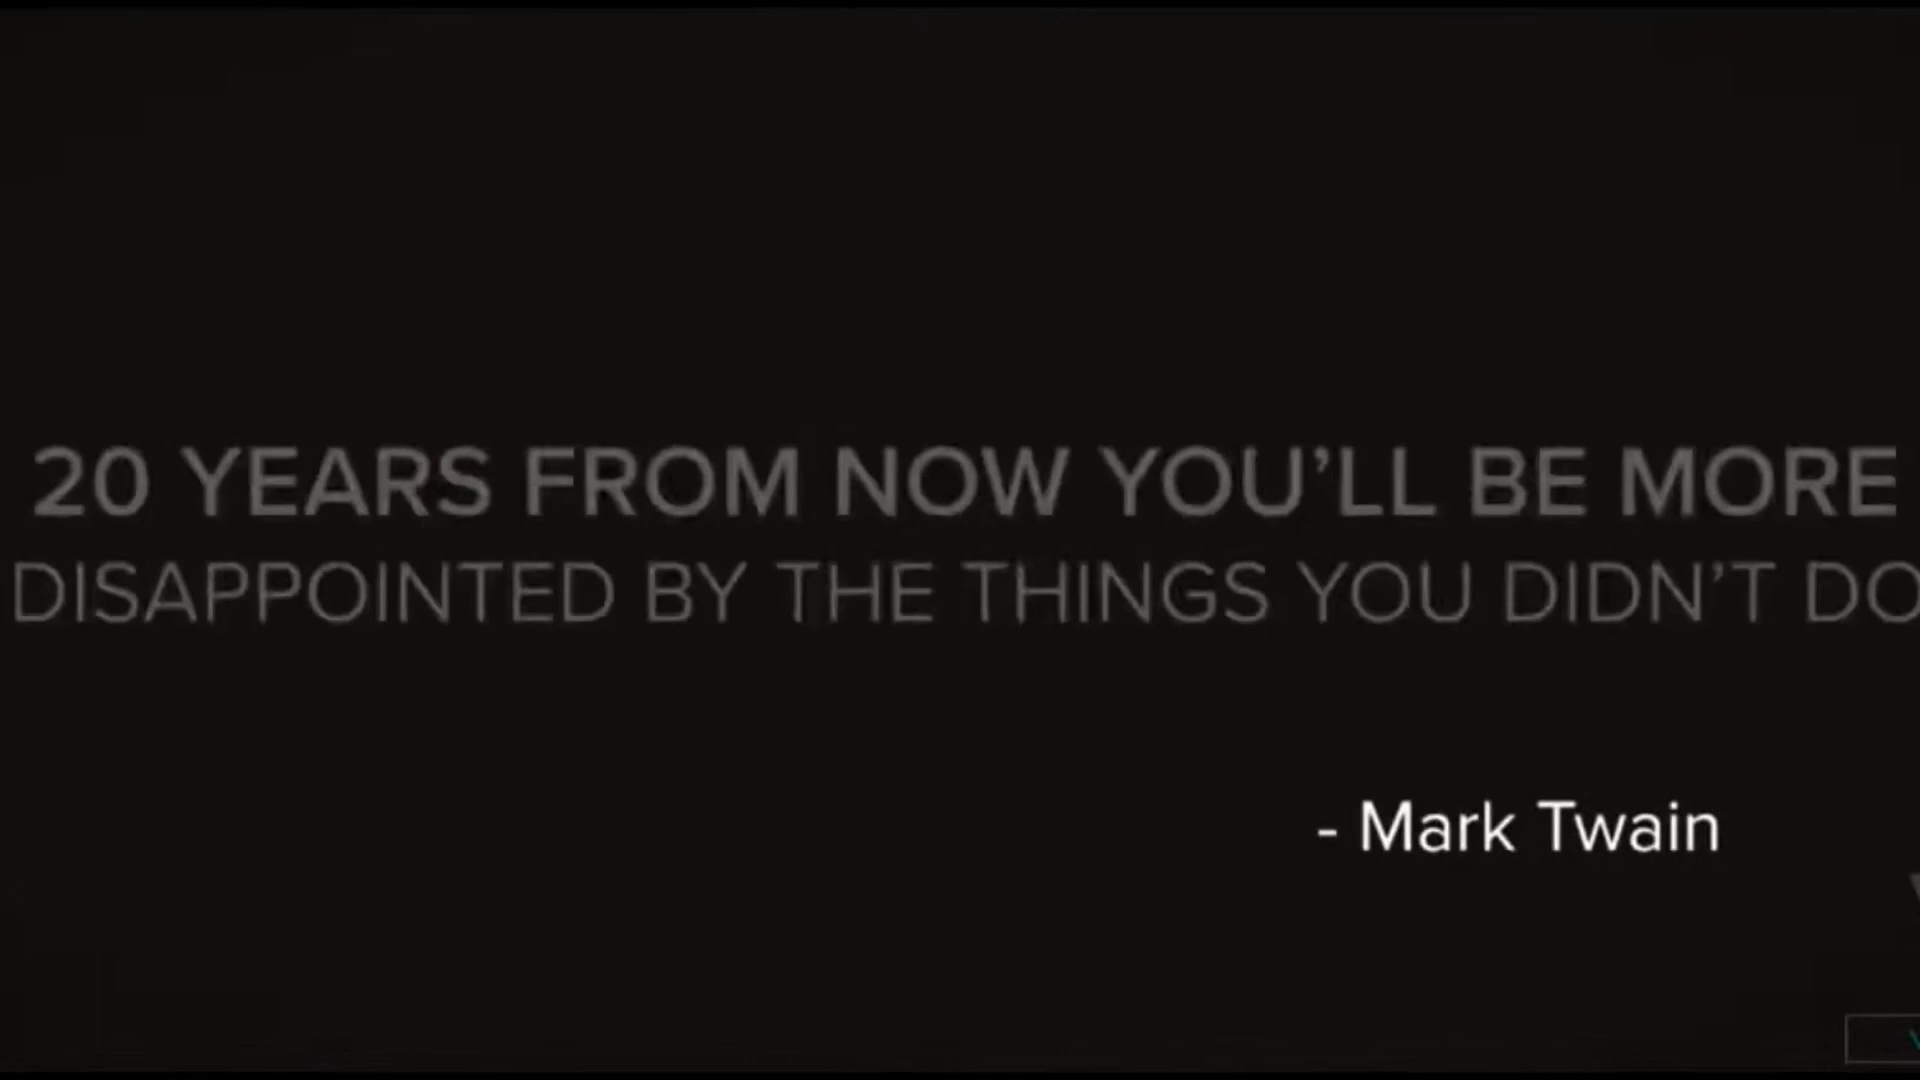 20 YEARS FROM NOW YOU’LL BE MORE
DISAPPOINTED BY THE THINGS YOU DIDN’T DO
- Mark Twain